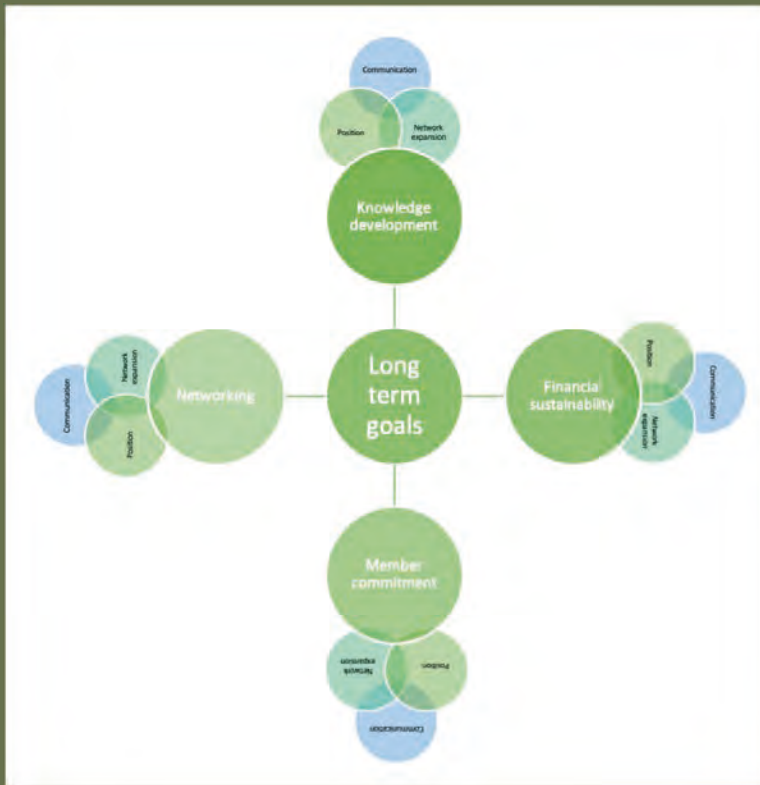 Communication
Position
Network
expansion
Knowledge
development
Communication
Network
expansion
Position
Networking
Long
term
goals
Financial
sustainability
Position
Network
expansion
Communication
Member
commitment
Network
expansion
Position
Communication